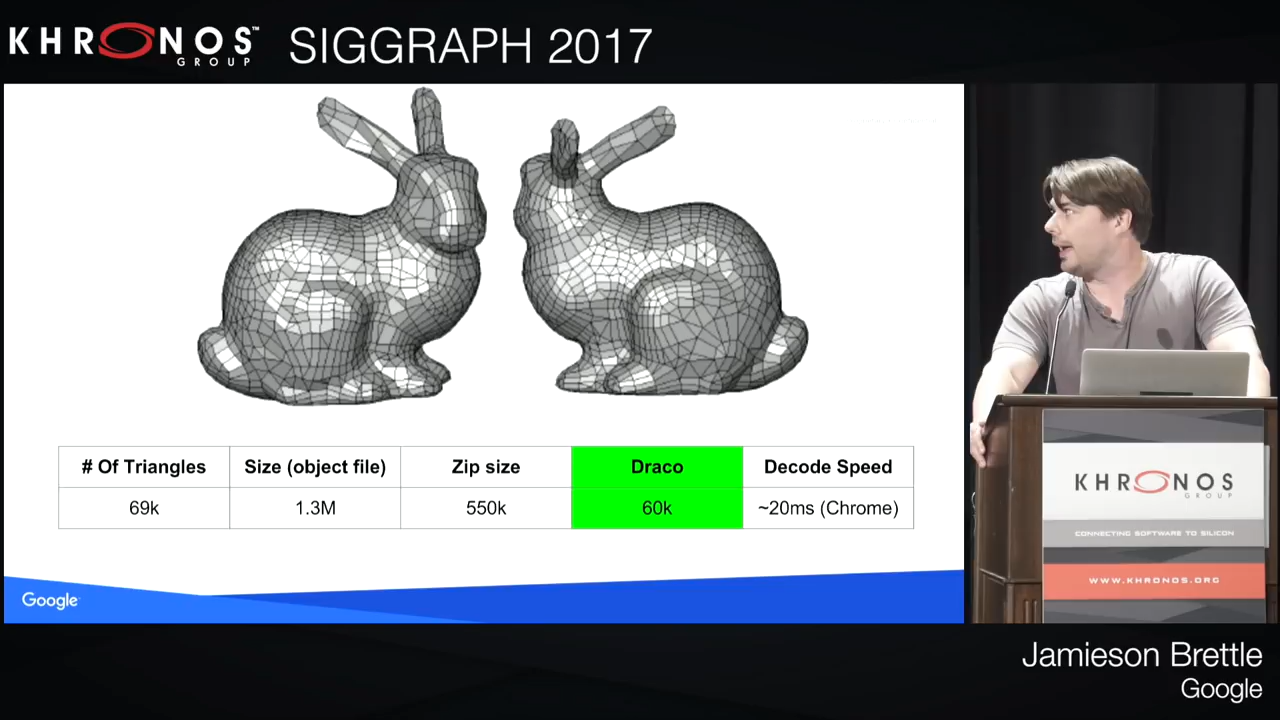 KHRONOS™ GROUP SIGGRAPH 2017
# Of Triangles Size (object file) Zip size Draco Decode Speed
69k 1.3M 550k 60k ~20ms (Chrome)
Google
KHRONOS
GROUP
CONNECTING SOFTWARE TO SILICON
WWW.KHRONOS.ORG
Jamieson Brettle
Google